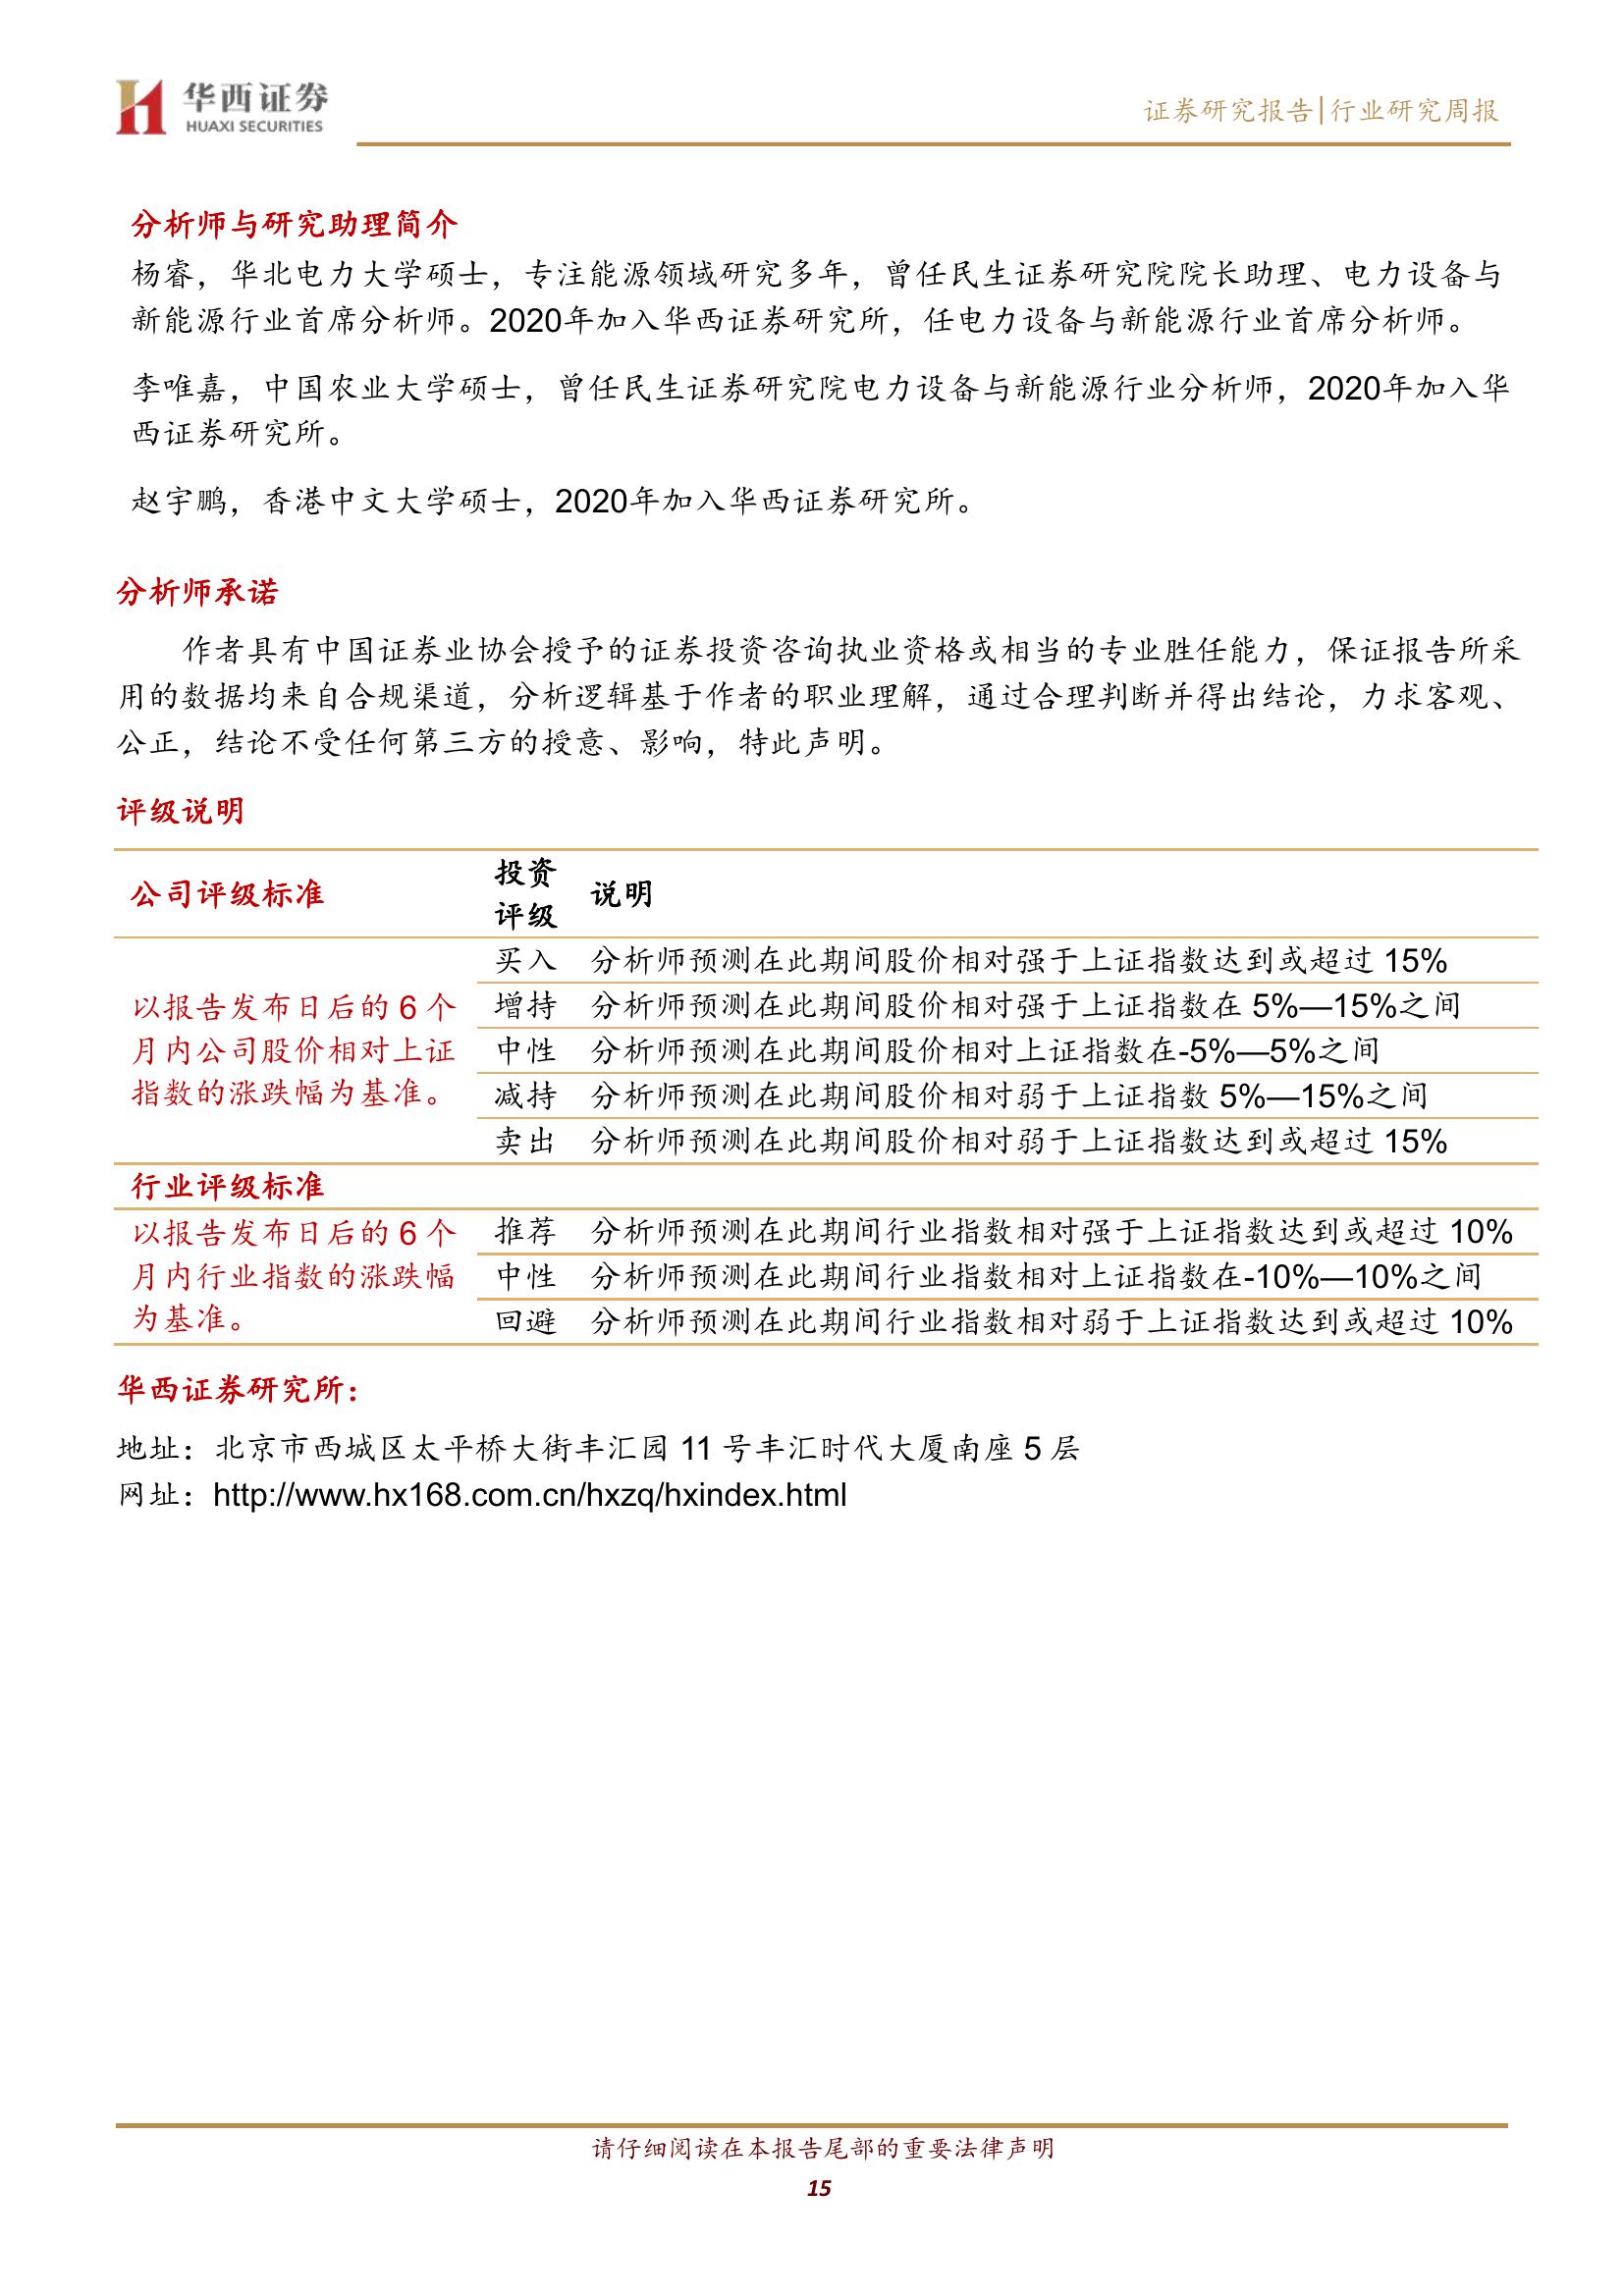 华西证券
HUAXI SECURITIES
证券研究报告|行业研究周报
分析师与研究助理简介
杨睿，华北电力大学硕士，专注能源领域研究多年，曾任民生证券研究院院长助理、电力设备与
新能源行业首席分析师。2020年加入华西证券研究所，任电力设备与新能源行业首席分析师。
李唯嘉，中国农业大学硕士，曾任民生证券研究院电力设备与新能源行业分析师，2020年加入华
西证券研究所。
赵宇鹏，香港中文大学硕士，2020年加入华西证券研究所。
分析师承诺
作者具有中国证券业协会授予的证券投资咨询执业资格或相当的专业胜任能力，保证报告所采
用的数据均来自合规渠道，分析逻辑基于作者的职业理解，通过合理判断并得出结论，力求客观、
公正，结论不受任何第三方的授意、影响，特此声明。
评级说明
公司评级标准
投资
评级
说明
以报告发布日后的 6 个
月内公司股价相对上证
指数的涨跌幅为基准。
买入 分析师预测在此期间股价相对强于上证指数达到或超过 15%
增持 分析师预测在此期间股价相对强于上证指数在 5%—15%之间
中性 分析师预测在此期间股价相对上证指数在-5%—5%之间
减持 分析师预测在此期间股价相对弱于上证指数 5%—15%之间
卖出 分析师预测在此期间股价相对弱于上证指数达到或超过 15%
行业评级标准
以报告发布日后的 6 个
月内行业指数的涨跌幅
为基准。
推荐 分析师预测在此期间行业指数相对强于上证指数达到或超过 10%
中性 分析师预测在此期间行业指数相对上证指数在-10%—10%之间
回避 分析师预测在此期间行业指数相对弱于上证指数达到或超过 10%
华西证券研究所：
地址：北京市西城区太平桥大街丰汇园 11 号丰汇时代大厦南座 5 层
网址：http://www.hx168.com.cn/hxzq/hxindex.html
请仔细阅读在本报告尾部的重要法律声明
15